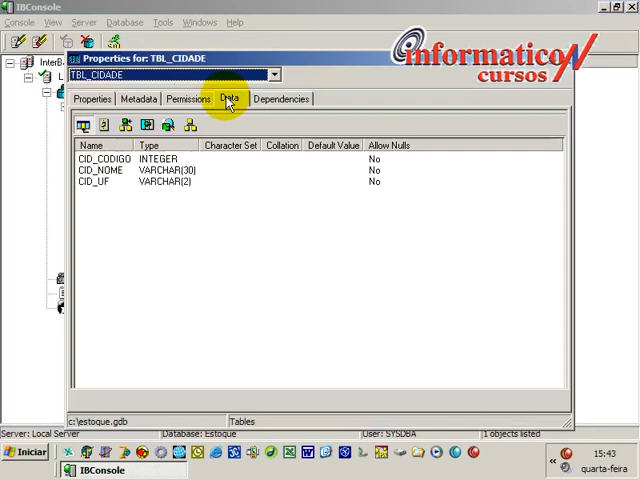 IBConsole
Console View Server Database Tools Windows Help
informaticon
cursos
InterBa
L
Properties for: TBL_CIDADE
TBL_CIDADE
Properties Metadata Permissions Data Dependencies
Name Type Character Set Collation Default Value Allow Nulls
CID_CODIGO INTEGER No
CID_NOME VARCHAR(30) No
CID_UF VARCHAR(2) No
c:\estoque.gdb Tables
Server: Local Server Database: Estoque User: SYSDBA 1 objects listed
Iniciar 15:43
IBConsole quarta-feira